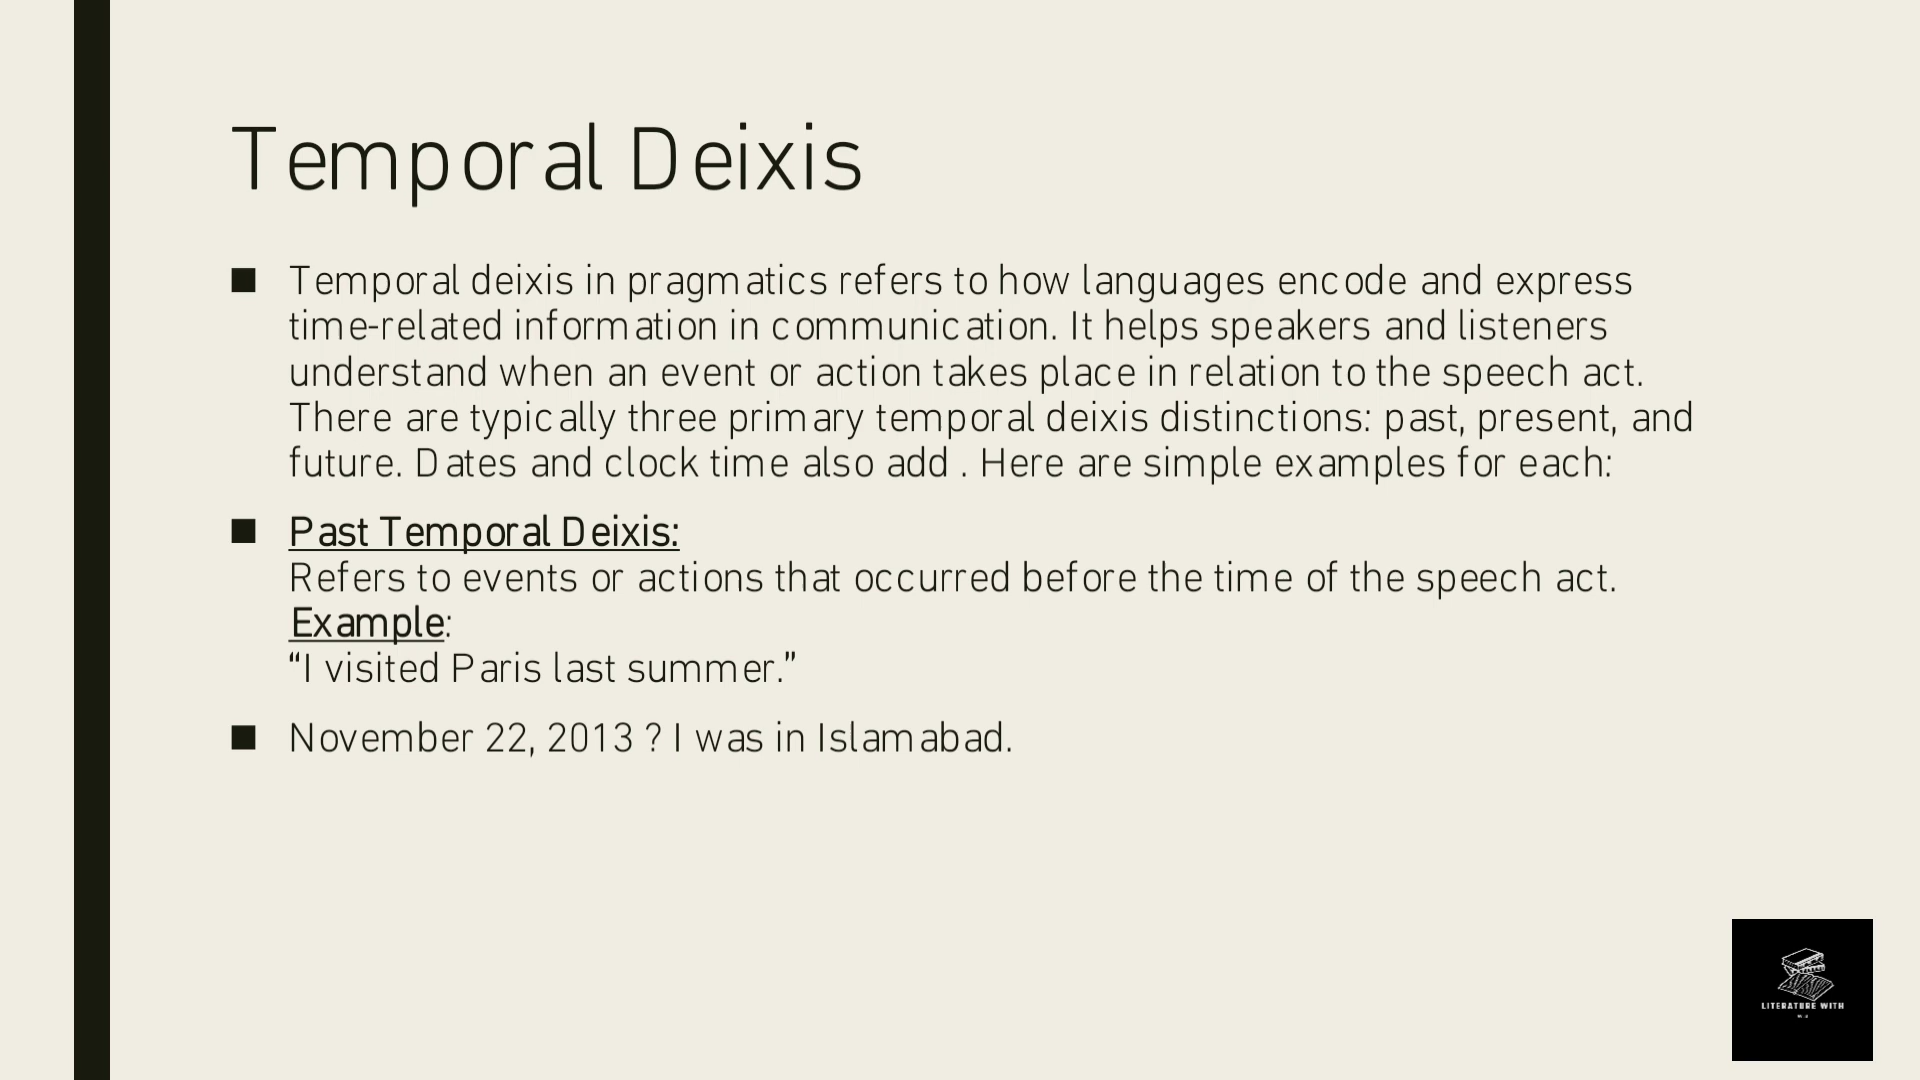 Temporal Deixis
Temporal deixis in pragmatics refers to how languages encode and express
time-related information in communication. It helps speakers and listeners
understand when an event or action takes place in relation to the speech act.
There are typically three primary temporal deixis distinctions: past, present, and
future. Dates and clock time also add . Here are simple examples for each:
Past Temporal Deixis:
Refers to events or actions that occurred before the time of the speech act.
Example:
“I visited Paris last summer.”
November 22, 2013 ? I was in Islamabad.
LITERATURE WITH